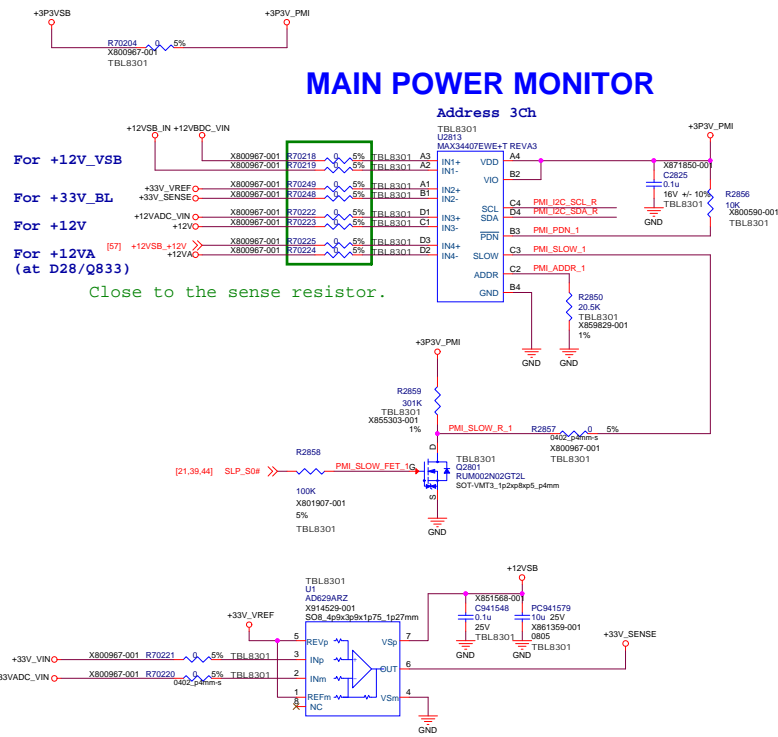 +3P3VSB
+3P3V_PMI
R70204 0 5%
X800967-001
TBL8301
MAIN POWER MONITOR
Address 3Ch
TBL8301
U2813
MAX34407EWE+T REVA3
+3P3V_PMI
+12VSB_IN +12VBDC_VIN
For +12V_VSB
X800967-001 R70218 0 5% TBL8301 A3 IN1+
X800967-001 R70219 0 5% TBL8301 A2 IN1-
VDD A4
VIO B2
X871850-001
C2825
0.1u
16V +/- 10%
TBL8301
GND
R2856
10K
X800590-001
TBL8301
For +33V_BL
+33V_VREF X800967-001 R70249 0 5% TBL8301 A1 IN2+
+33V_SENSE X800967-001 R70248 0 5% TBL8301 B1 IN2-
SCL C4 PMI_I2C_SCL_R
SDA D4 PMI_I2C_SDA_R
For +12V
+12VADC_VIN X800967-001 R70222 0 5% TBL8301 D1 IN3+
+12V X800967-001 R70223 0 5% TBL8301 C1 IN3-
PDN B3 PMI_PDN_1
For +12VA
(at D28/Q833)
[57] +12VSB_+12V X800967-001 R70225 0 5% TBL8301 D3 IN4+
+12VA X800967-001 R70224 0 5% TBL8301 D2 IN4-
SLOW C3 PMI_SLOW_1
ADDR C2 PMI_ADDR_1
GND B4
Close to the sense resistor.
R2850
20.5K
TBL8301
X859829-001
1%
GND
GND
+3P3V_PMI
R2859
301K
TBL8301
X855303-001
1%
PMI_SLOW_R_1
R2857 0 5%
0402_p4mm-s
X800967-001
TBL8301
R2858
[21,39,44] SLP_S0# PMI_SLOW_FET_1
100K
X801907-001
5%
TBL8301
D
G
S
TBL8301
Q2801
RUM002N02GT2L
SOT-VMT3_1p2xp8xp5_p4mm
GND
TBL8301
U1
AD629ARZ
X914529-001
SO8_4p9x3p9x1p75_1p27mm
+12VSB
X851568-001
C941548
0.1u
25V
TBL8301
GND
PC941579
10u 25V
X861359-001
0805
TBL8301
GND
+33V_VREF
+33V_SENSE
5 REVp
VSp 7
+33V_VIN X800967-001 R70221 0 5% TBL8301 3 INp
OUT 6
33VADC_VIN X800967-001 R70220 0 5% TBL8301 2 INm
0402_p4mm-s
1 REFm
VSm 4
8 NC
GND